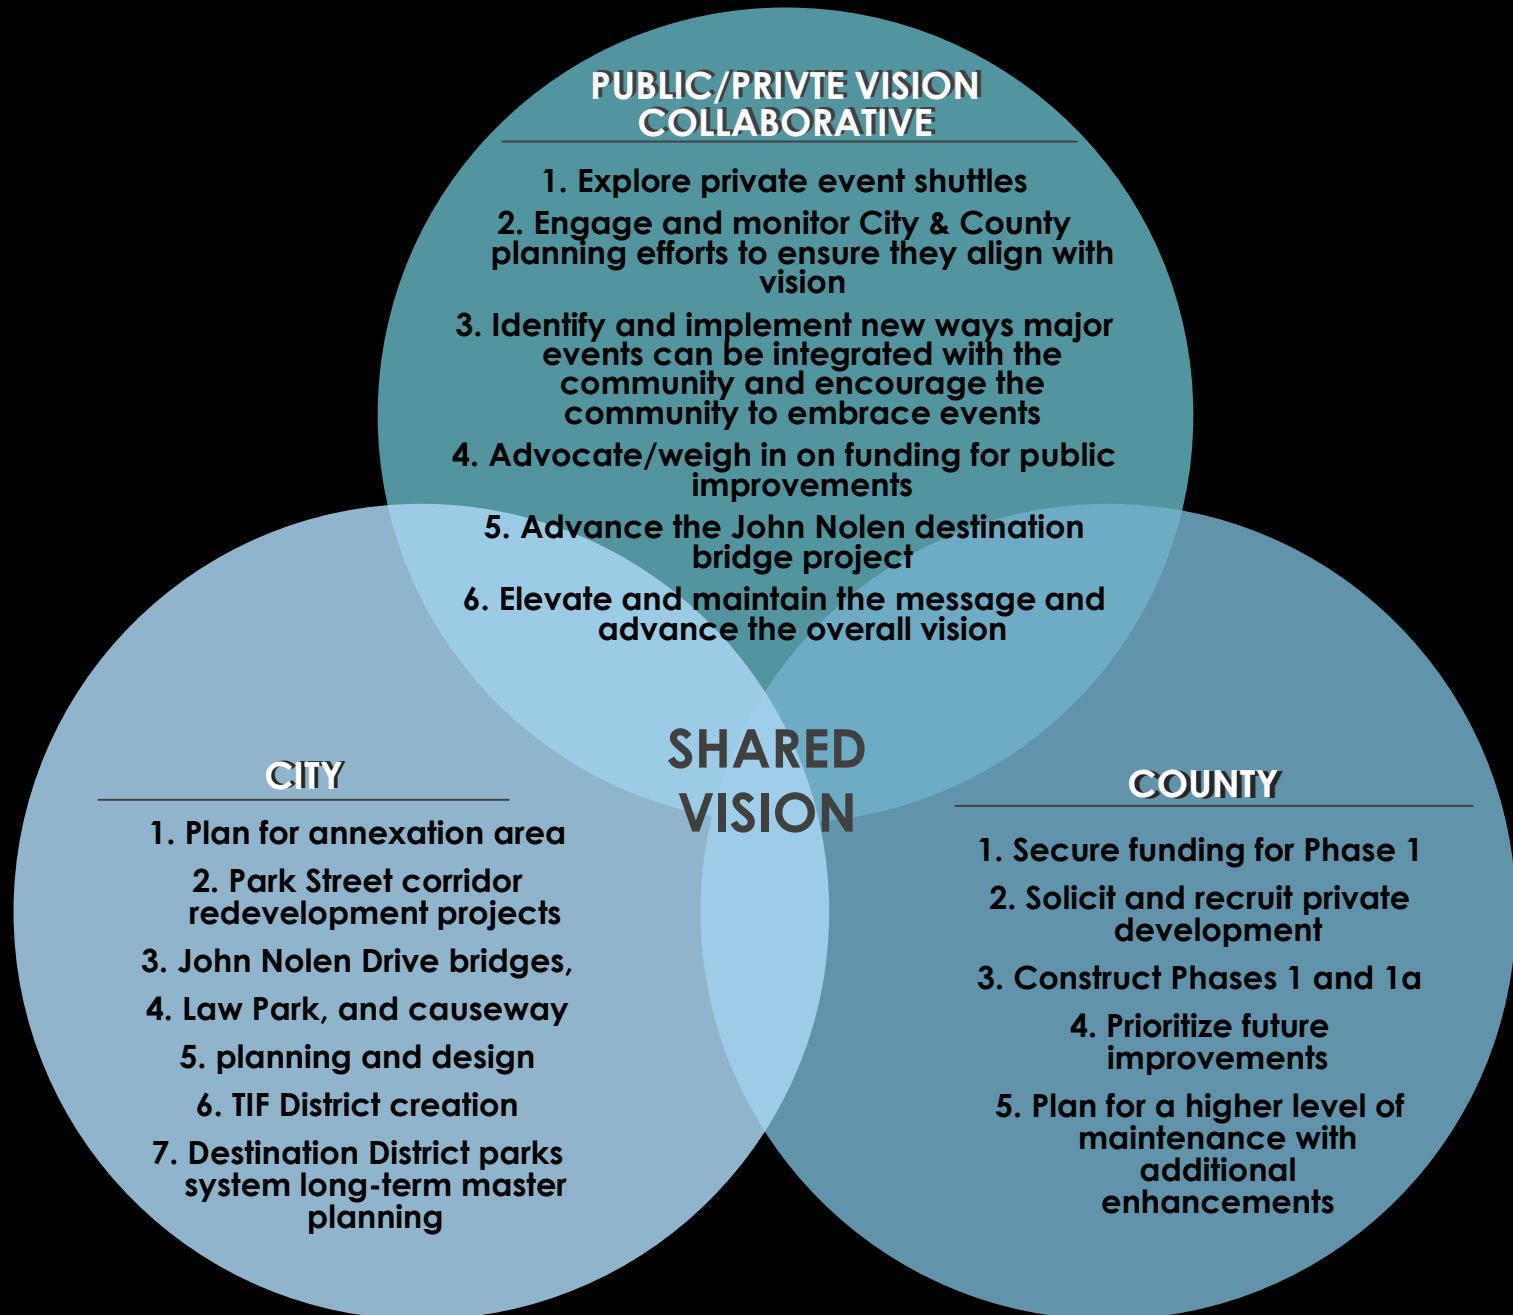 PUBLIC/PRIVTE VISION
COLLABORATIVE
1. Explore private event shuttles
2. Engage and monitor City & County
planning efforts to ensure they align with
vision
3. Identify and implement new ways major
events can be integrated with the
community and encourage the
community to embrace events
4. Advocate/weigh in on funding for public
improvements
5. Advance the John Nolen destination
bridge project
6. Elevate and maintain the message and
advance the overall vision
SHARED
VISION
CITY
1. Plan for annexation area
2. Park Street corridor
redevelopment projects
3. John Nolen Drive bridges,
4. Law Park, and causeway
5. planning and design
6. TIF District creation
7. Destination District parks
system long-term master
planning
COUNTY
1. Secure funding for Phase 1
2. Solicit and recruit private
development
3. Construct Phases 1 and 1a
4. Prioritize future
improvements
5. Plan for a higher level of
maintenance with
additional
enhancements